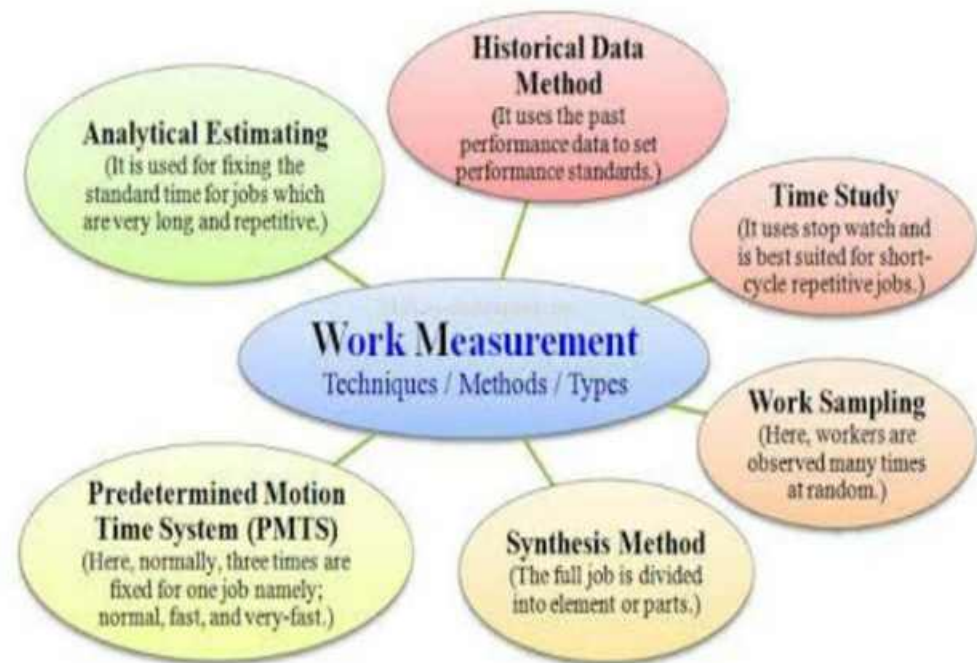 Historical Data
Method
(It uses the past
performance data to set
performance standards.)
Analytical Estimating
(It is used for fixing the
standard time for jobs which
are very long and repetitive.)
Time Study
(It uses stop watch and
is best suited for short-
cycle repetitive jobs.)
Work Measurement
Techniques / Methods / Types
Work Sampling
(Here, workers are
observed many times
at random.)
Predetermined Motion
Time System (PMTS)
(Here, normally, three times are
fixed for one job namely;
normal, fast, and very-fast.)
Synthesis Method
(The full job is divided
into element or parts.)